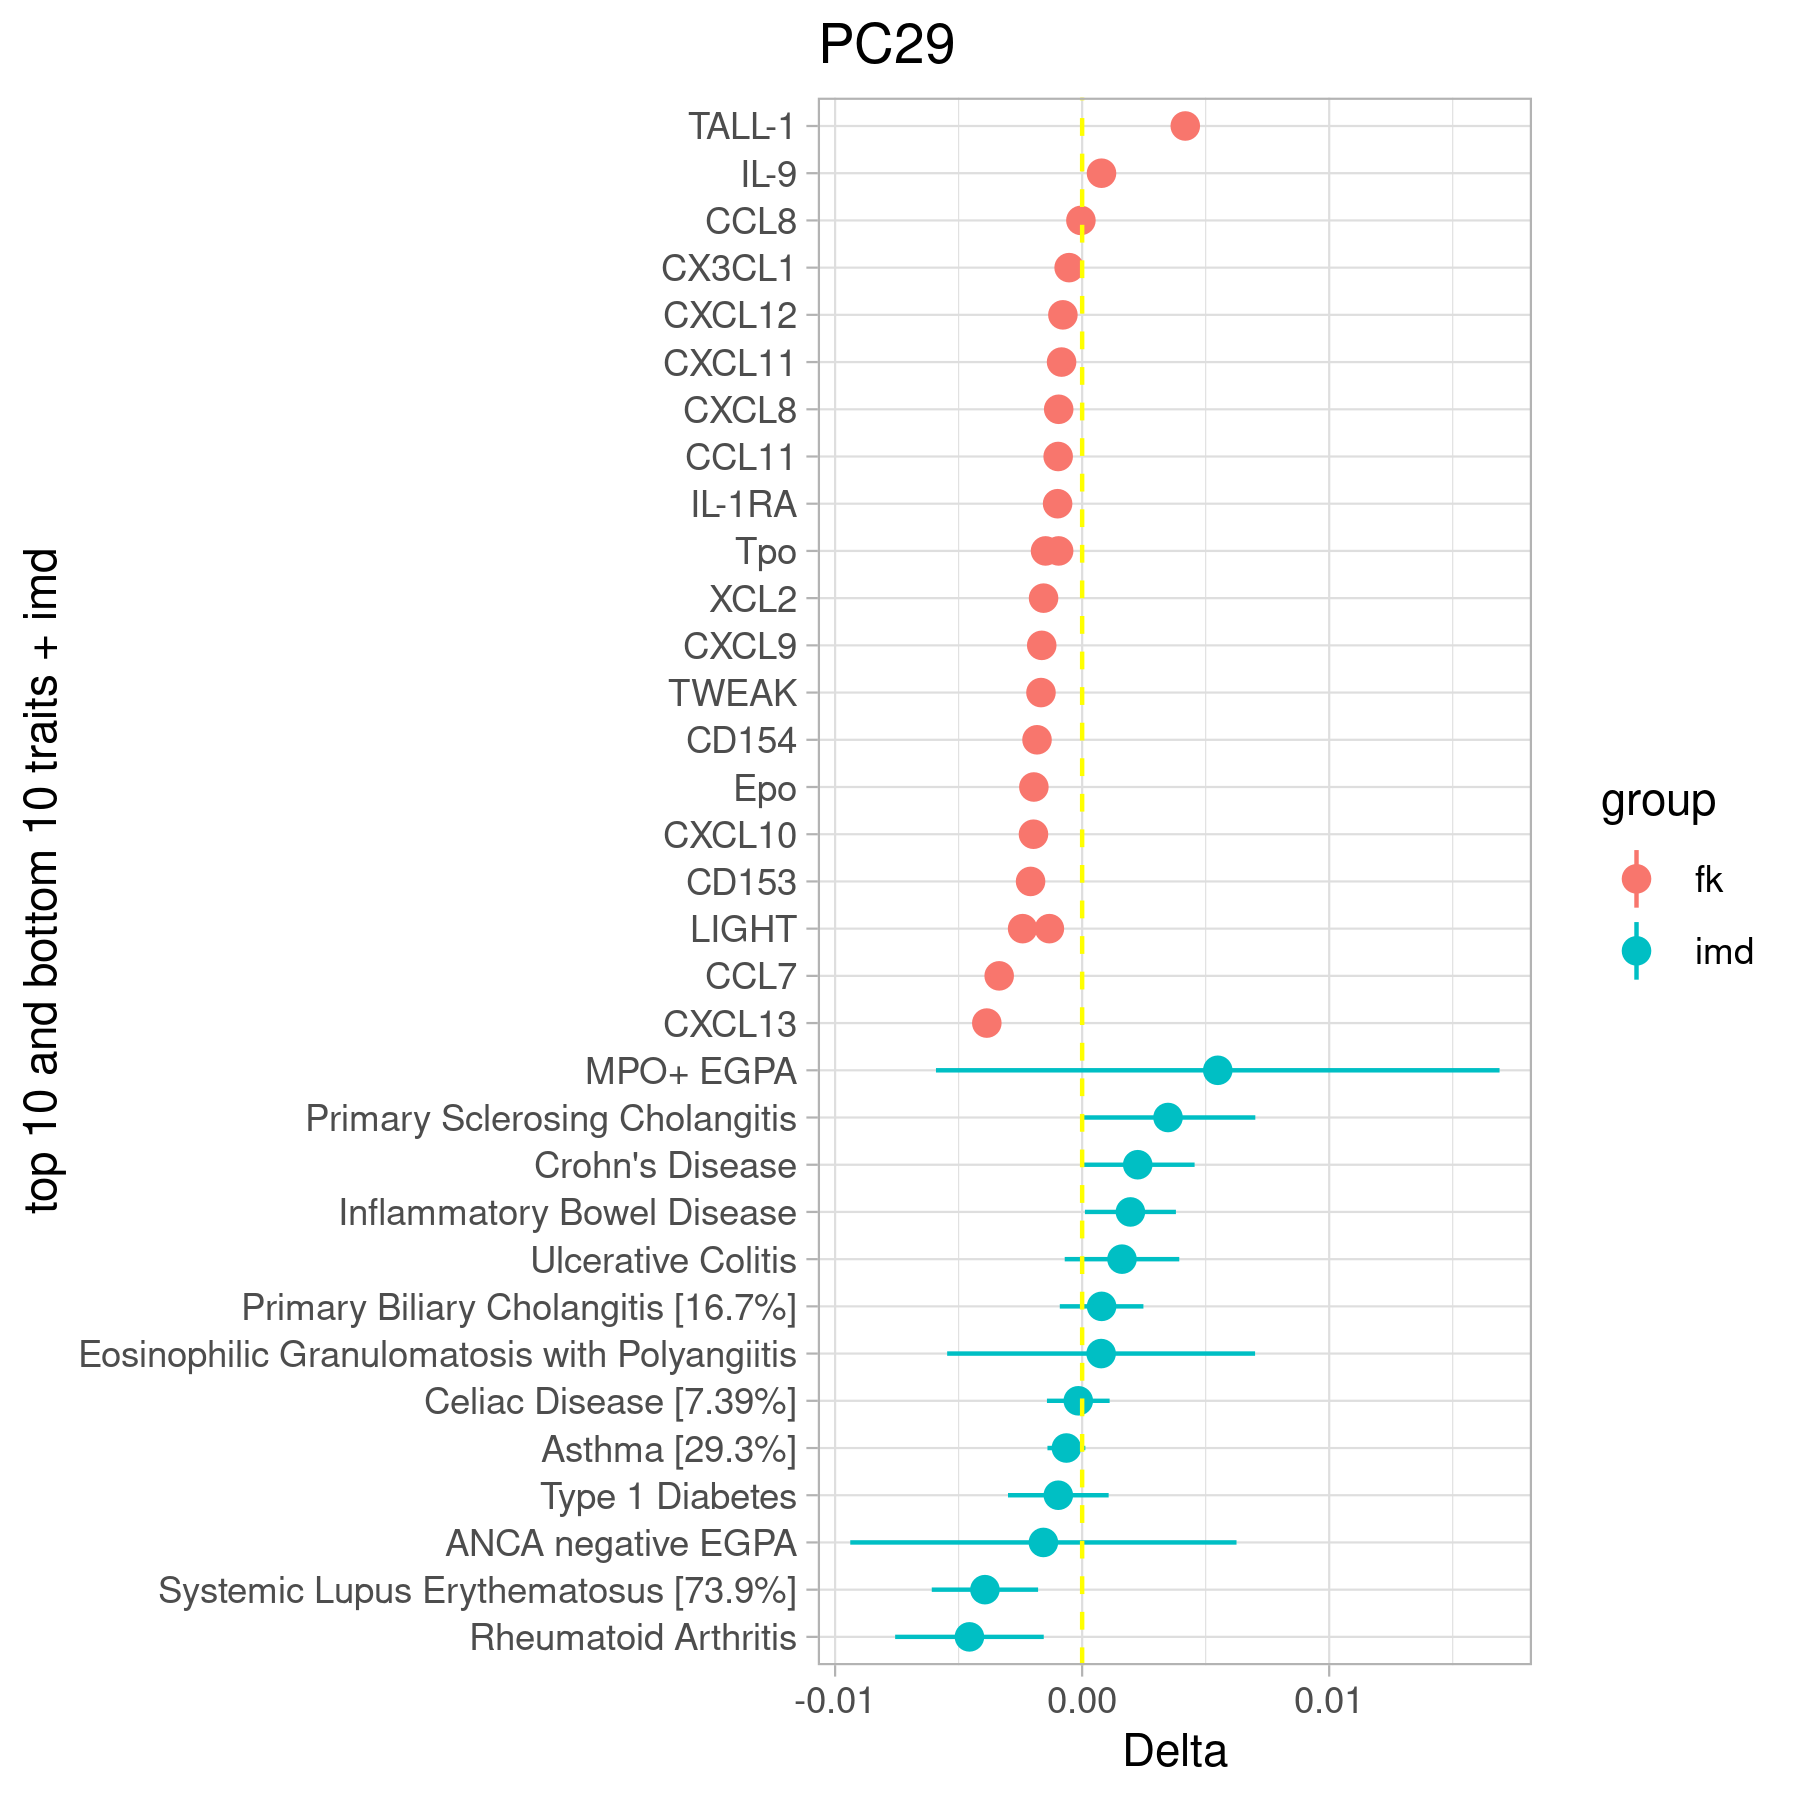 PC29
TALL-1
IL-9
CCL8
CX3CL1
CXCL12
CXCL11
CXCL8
CCL11
IL-1RA
Tpo
XCL2
CXCL9
TWEAK
CD154
Epo
CXCL10
CD153
LIGHT
CCL7
CXCL13
MPO+ EGPA
Primary Sclerosing Cholangitis
Crohn's Disease
Inflammatory Bowel Disease
Ulcerative Colitis
Primary Biliary Cholangitis [16.7%]
Eosinophilic Granulomatosis with Polyangiitis
Celiac Disease [7.39%]
Asthma [29.3%]
Type 1 Diabetes
ANCA negative EGPA
Systemic Lupus Erythematosus [73.9%]
Rheumatoid Arthritis
top 10 and bottom 10 traits + imd
-0.01 0.00 0.01
Delta
group
fk
imd